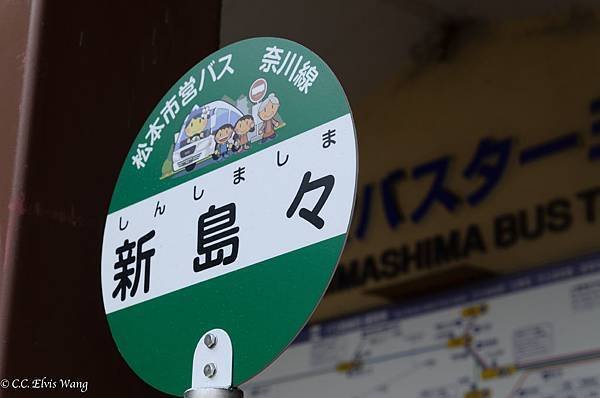 松本市営バス 奈川線
しんしましま
新島々
バスターミ
MASHIMA BUS T
© C.C. Elvis Wang